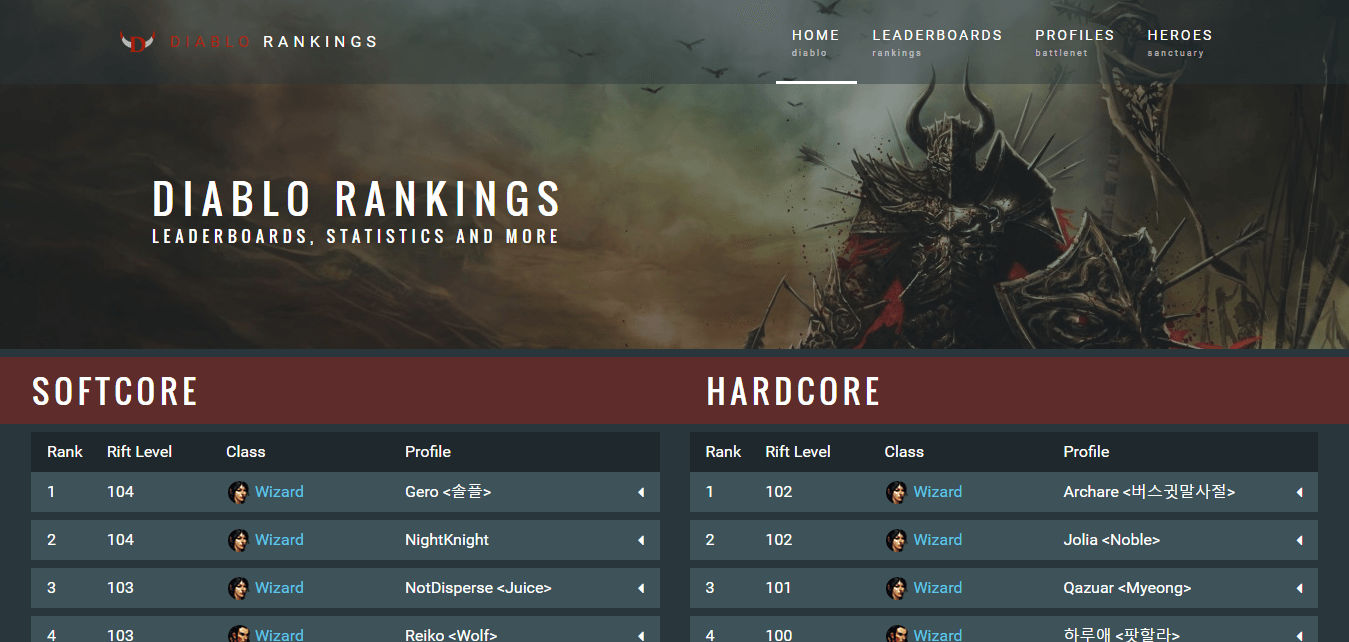 DIABLO RANKINGS
HOME LEADERBOARDS PROFILES HEROES
diablo rankings battlenet sanctuary
DIABLO RANKINGS
LEADERBOARDS, STATISTICS AND MORE
SOFTCORE
Rank Rift Level Class Profile
1 104 Wizard Gero <솔플>
2 104 Wizard NightKnight
3 103 Wizard NotDisperse <Juice>
4 103 Wizard Reiko <Wolf>
HARDCORE
Rank Rift Level Class Profile
1 102 Wizard Archare <버스귓말사절>
2 102 Wizard Jolia <Noble>
3 101 Wizard Qazuar <Myeong>
4 100 Wizard 하루애 <팟할라>